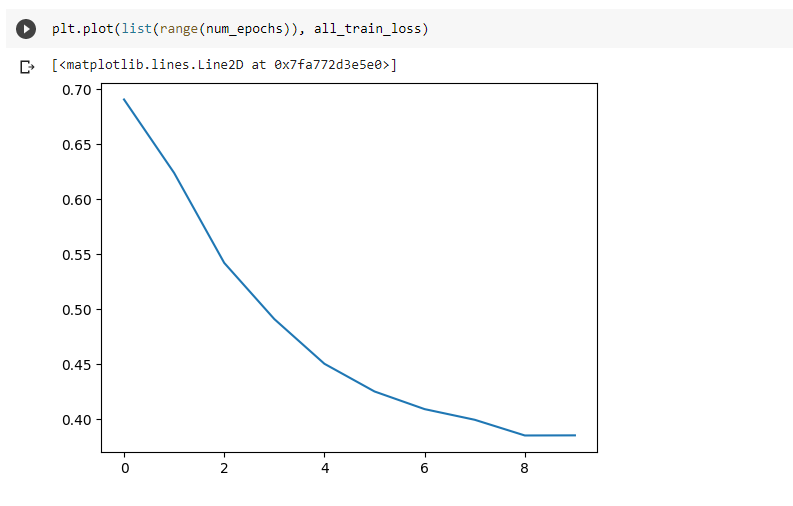 plt.plot(list(range(num_epochs)), all_train_loss)
[<matplotlib.lines.Line2D at 0x7fa772d3e5e0>]
0.70
0.65
0.60
0.55
0.50
0.45
0.40
0 2 4 6 8